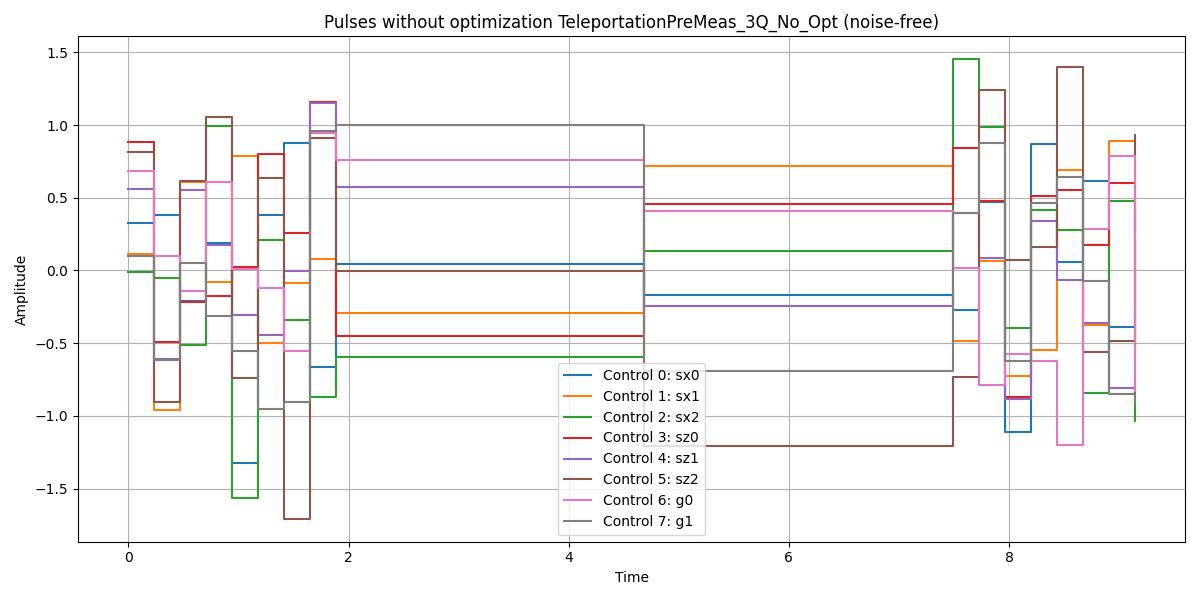 Pulses without optimization TeleportationPreMeas_3Q_No_Opt (noise-free)
1.5
1.0
0.5
0.0
−0.5
−1.0
−1.5
Amplitude
Control 0: sx0
Control 1: sx1
Control 2: sx2
Control 3: sz0
Control 4: sz1
Control 5: sz2
Control 6: g0
Control 7: g1
0 2 4 6 8
Time